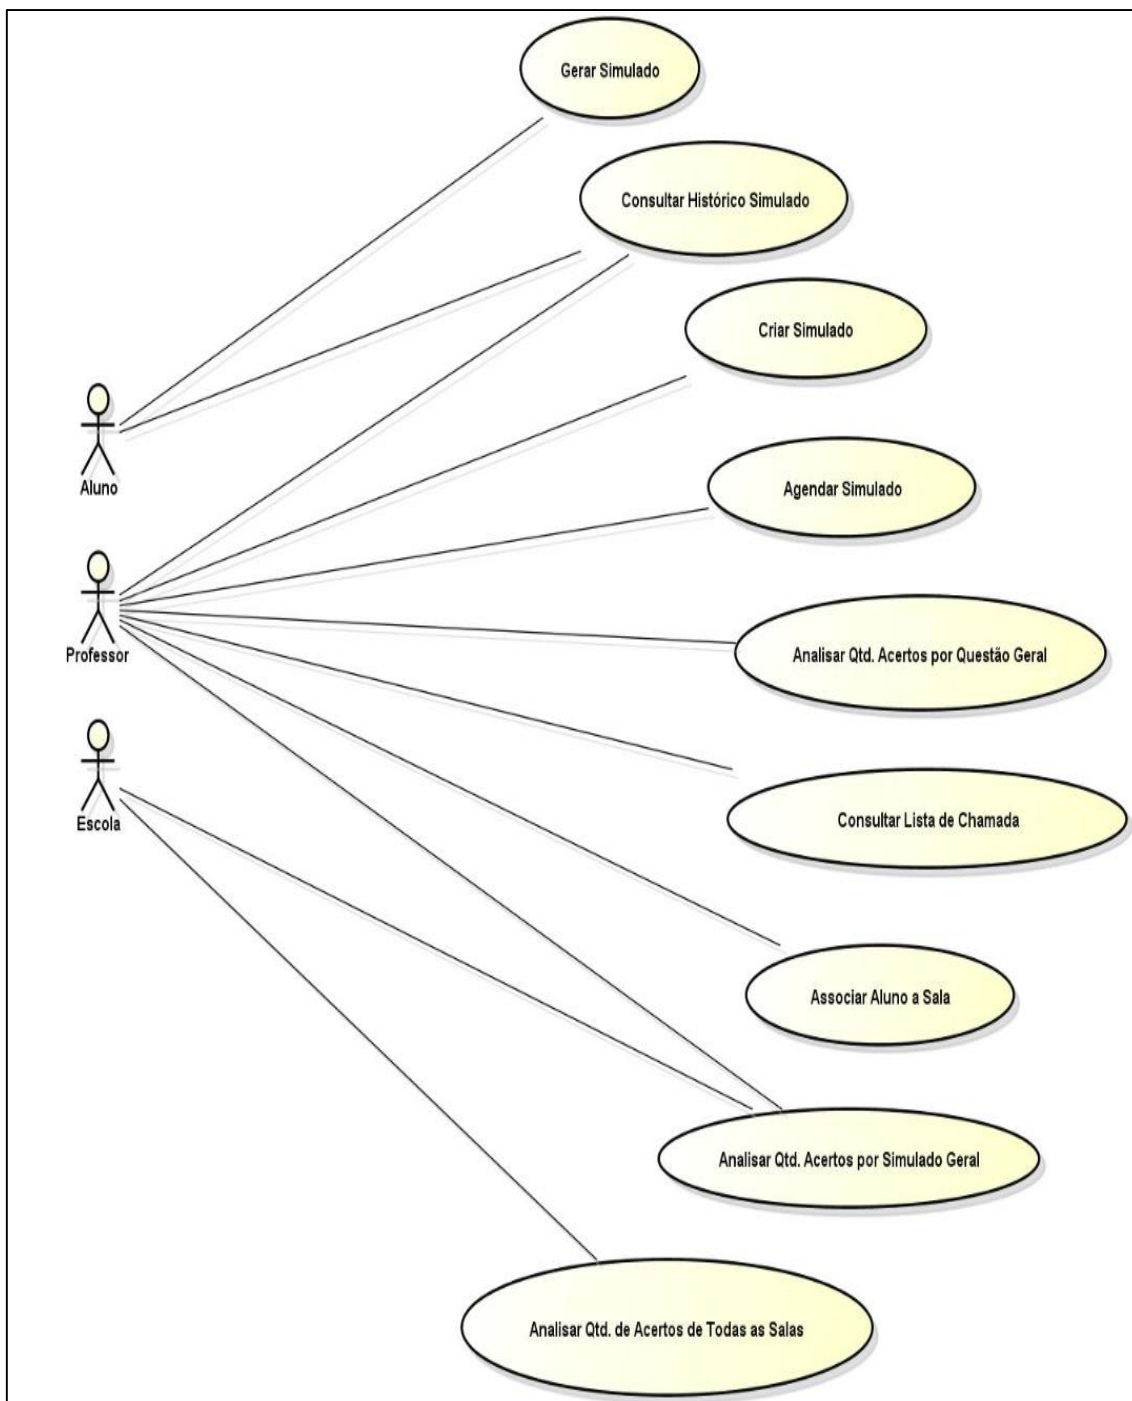 Gerar Simulado
Consultar Histórico Simulado
Criar Simulado
Aluno
Agendar Simulado
Professor
Analisar Qtd. Acertos por Questão Geral
Escola
Consultar Lista de Chamada
Associar Aluno a Sala
Analisar Qtd. Acertos por Simulado Geral
Analisar Qtd. de Acertos de Todas as Salas